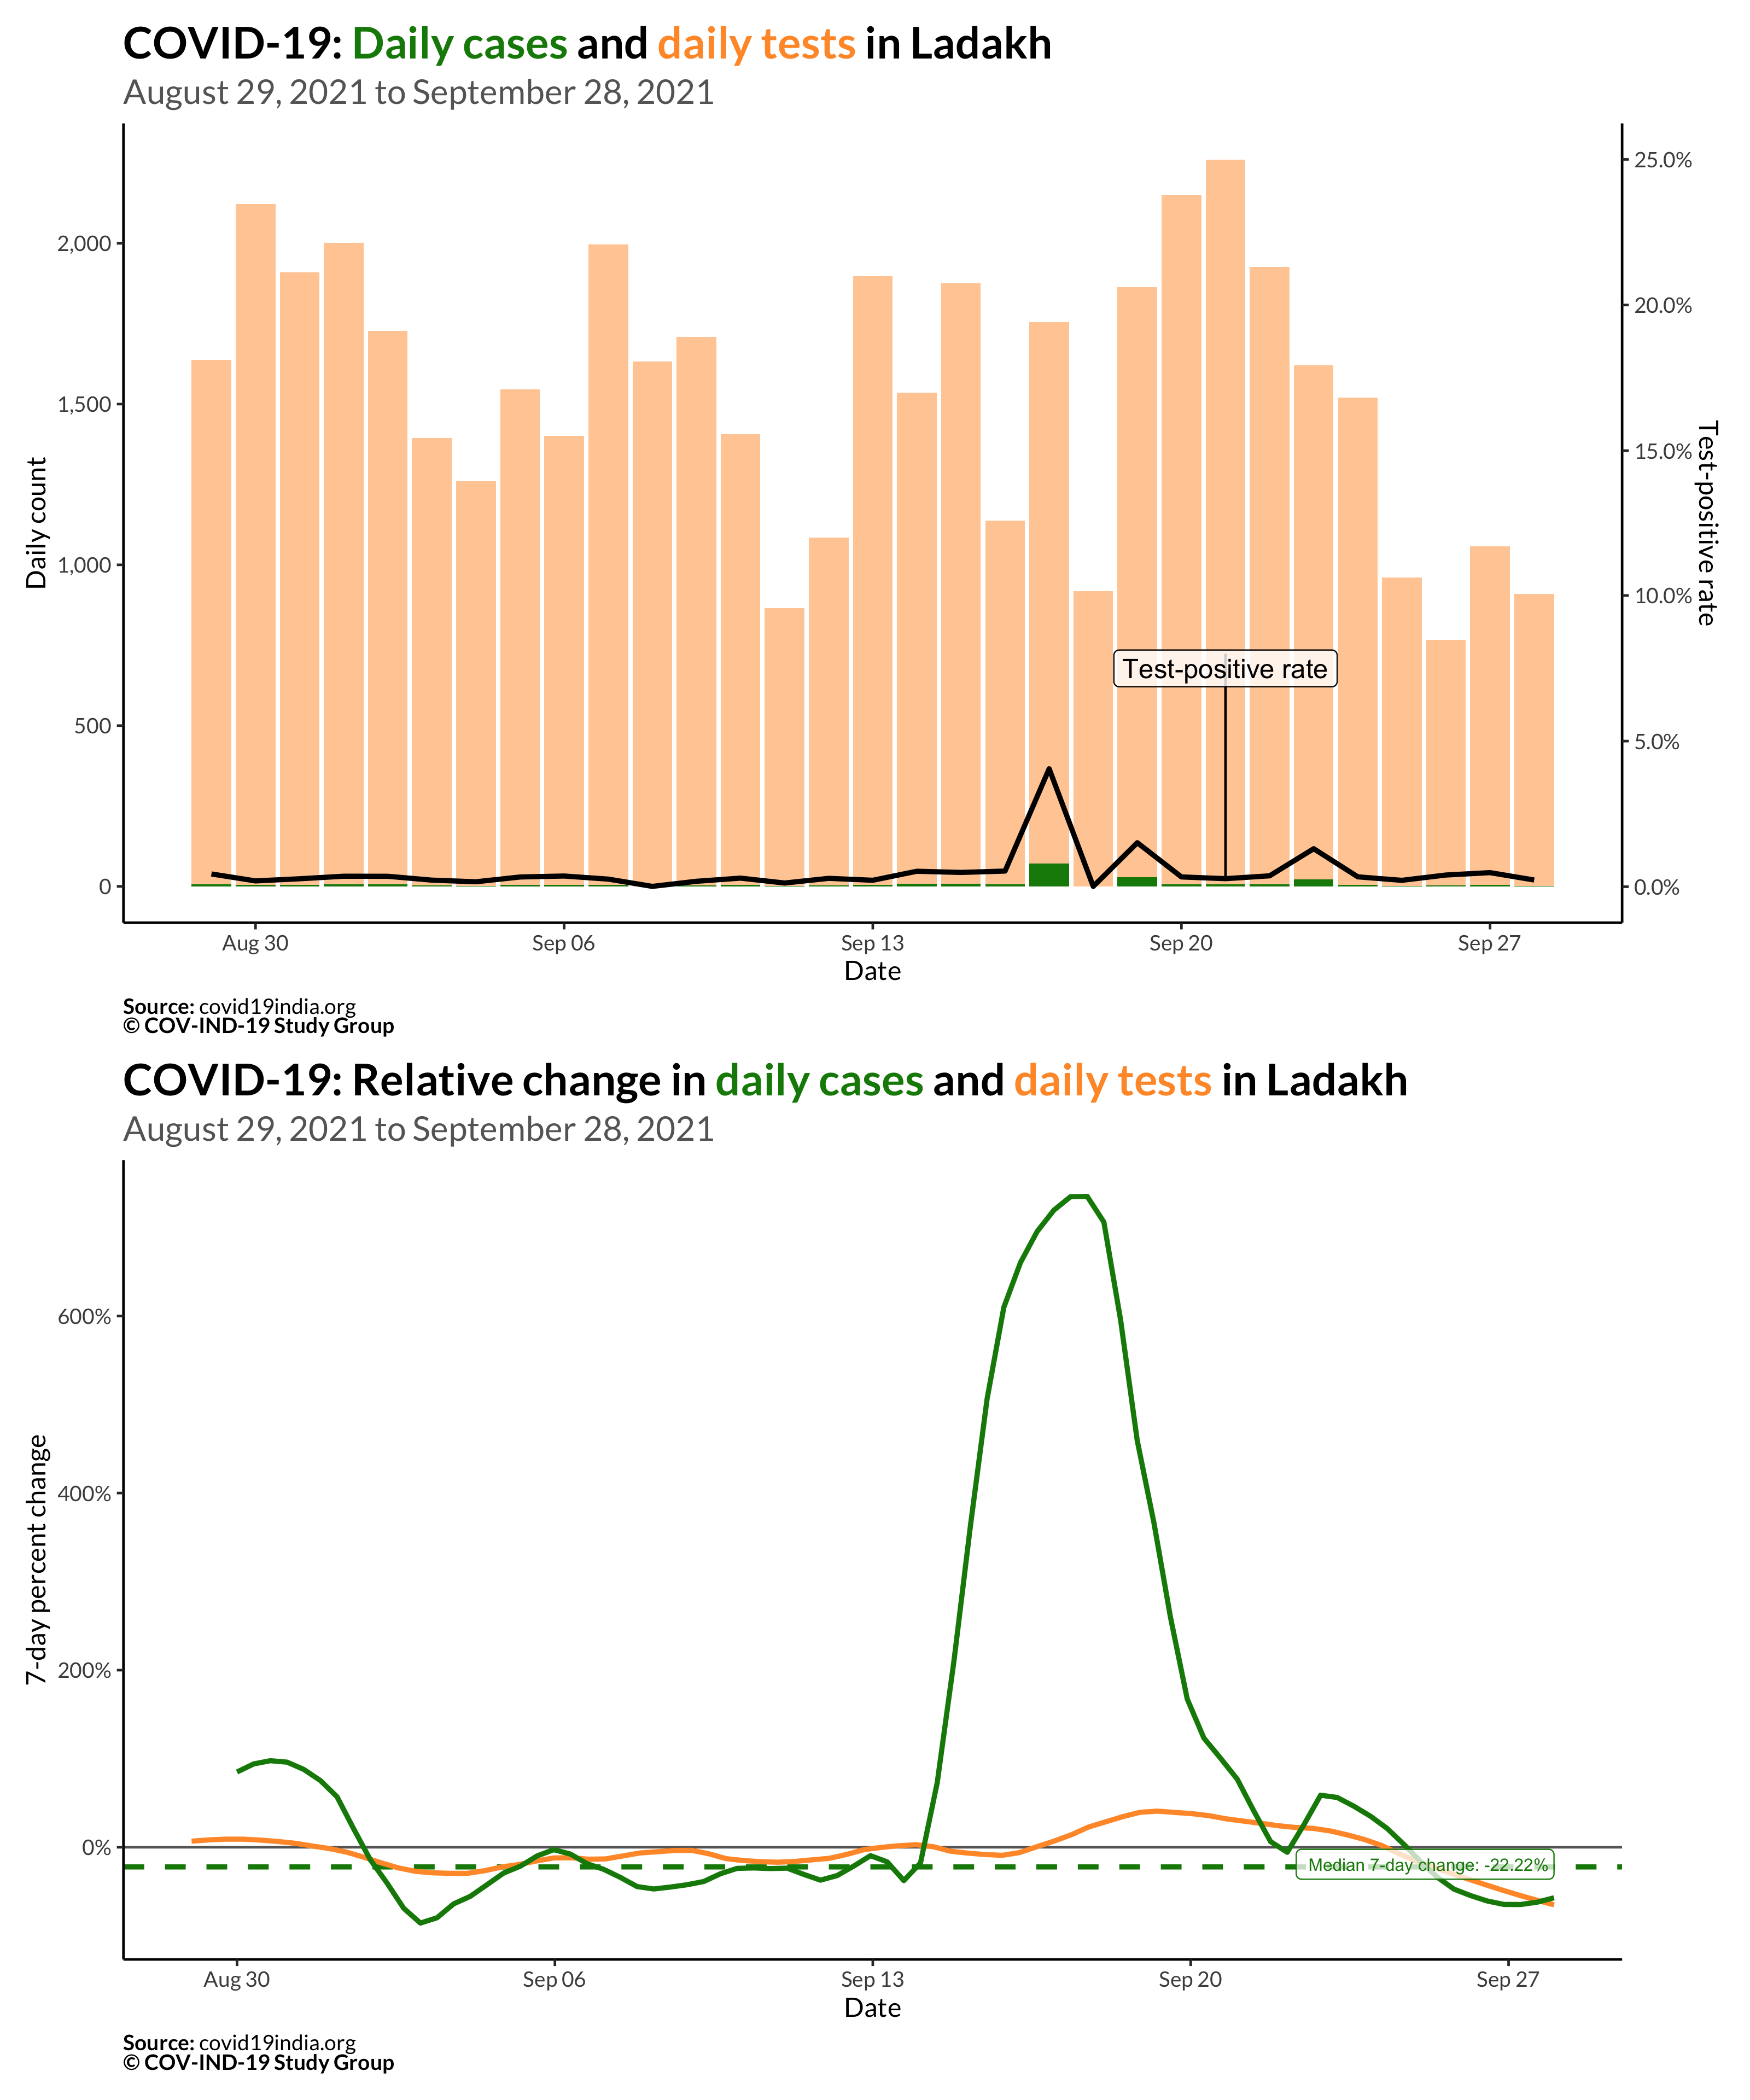 COVID-19: Daily cases and daily tests in Ladakh
August 29, 2021 to September 28, 2021
Daily count
2,000
1,500
1,000
500
0
25.0%
20.0%
15.0%
10.0%
5.0%
0.0%
Test-positive rate
Test-positive rate
Aug 30
Sep 06
Sep 13
Sep 20
Sep 27
Date
Source: covid19india.org
© COV-IND-19 Study Group
COVID-19: Relative change in daily cases and daily tests in Ladakh
August 29, 2021 to September 28, 2021
7-day percent change
600%
400%
200%
0%
Median 7-day change: -22.22%
Aug 30
Sep 06
Sep 13
Sep 20
Sep 27
Date
Source: covid19india.org
© COV-IND-19 Study Group